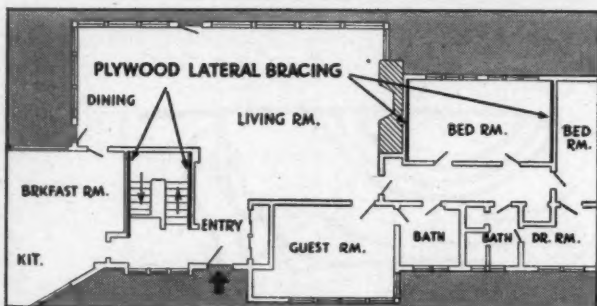 PLYWOOD LATERAL BRACING
DINING
LIVING RM.
BED RM.
BED
RM.
BRKFAST RM.
ENTRY
GUEST RM.
BATH
BATH
DR. RM.
KIT.